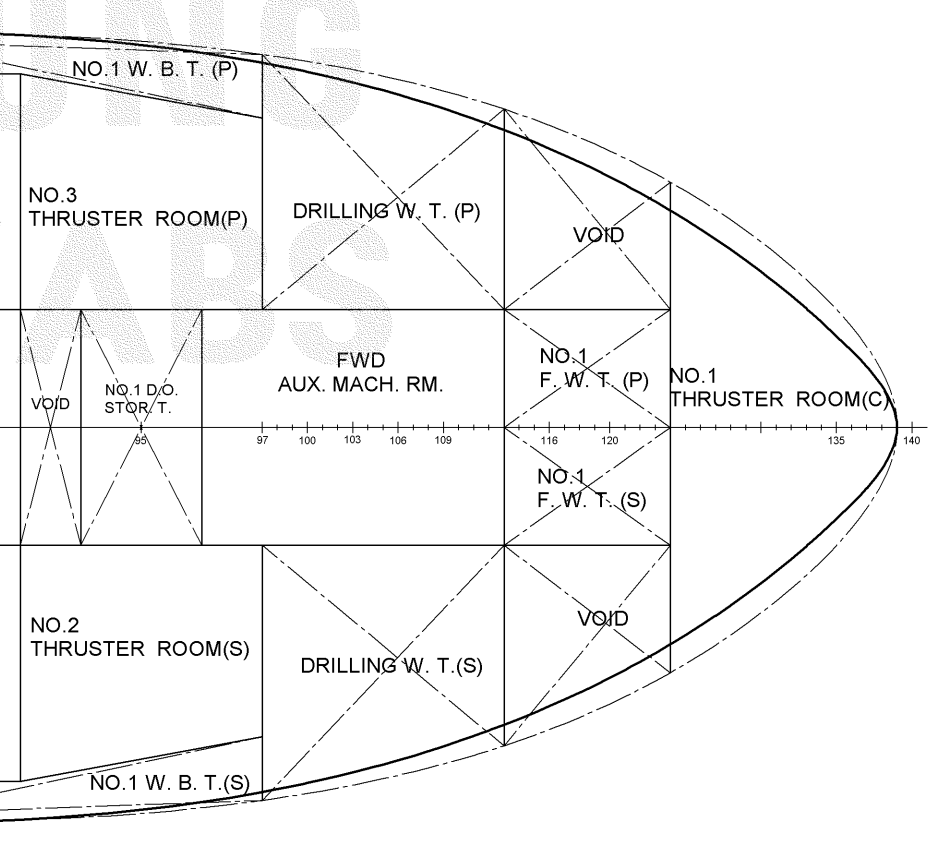 UNG
NO.1 W. B. T. (P)
NO.3
THRUSTER ROOM(P)
DRILLING W. T. (P)
VOID
ABS
FWD
AUX. MACH. RM.
NO.1
F. W. T. (P)
NO.1
THRUSTER ROOM(C)
VOID
NO.1 D.O.
STOR. T.
95 97 100 103 106 109 116 120 135 140
NO.1
F. W. T. (S)
NO.2
THRUSTER ROOM(S)
DRILLING W. T.(S)
VOID
NO.1 W. B. T.(S)